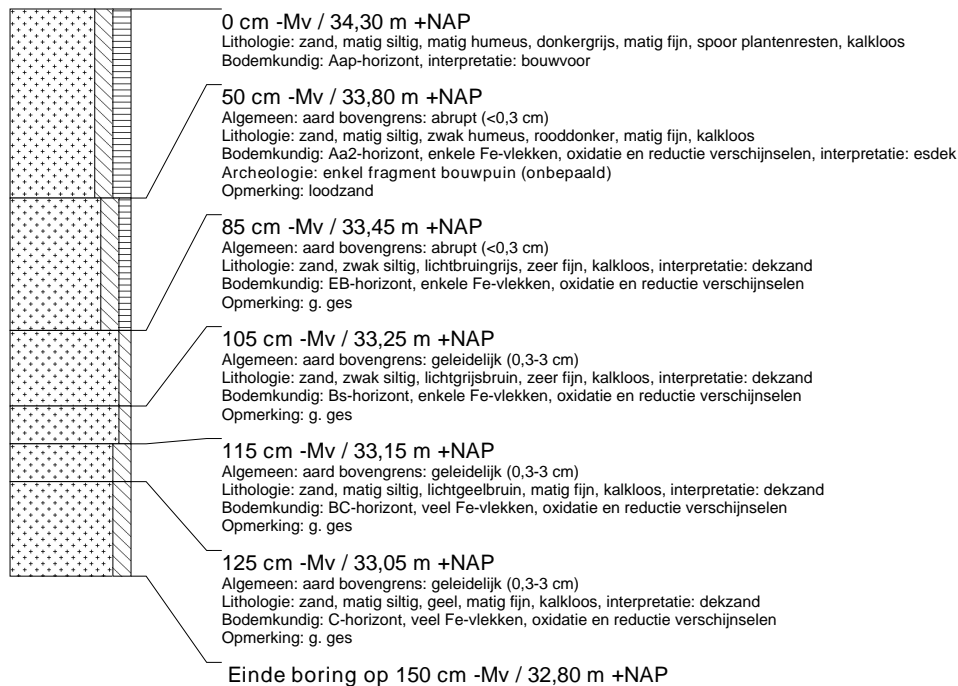 0 cm -Mv / 34,30 m +NAP
Lithologie: zand, matig siltig, matig humeus, donkergrijs, matig fijn, spoor plantenresten, kalkloos
Bodemkundig: Aap-horizont, interpretatie: bouwvoor
50 cm -Mv / 33,80 m +NAP
Algemeen: aard bovengrens: abrupt (<0,3 cm)
Lithologie: zand, matig siltig, zwak humeus, rooddonker, matig fijn, kalkloos
Bodemkundig: Aa2-horizont, enkele Fe-vlekken, oxidatie en reductie verschijnselen, interpretatie: esdek
Archeologie: enkel fragment bouwpuin (onbepaald)
Opmerking: loodzand
85 cm -Mv / 33,45 m +NAP
Algemeen: aard bovengrens: abrupt (<0,3 cm)
Lithologie: zand, zwak siltig, lichtbruingrijs, zeer fijn, kalkloos, interpretatie: dekzand
Bodemkundig: EB-horizont, enkele Fe-vlekken, oxidatie en reductie verschijnselen
Opmerking: g. ges
105 cm -Mv / 33,25 m +NAP
Algemeen: aard bovengrens: geleidelijk (0,3-3 cm)
Lithologie: zand, zwak siltig, lichtgrijsbruin, zeer fijn, kalkloos, interpretatie: dekzand
Bodemkundig: Bs-horizont, enkele Fe-vlekken, oxidatie en reductie verschijnselen
Opmerking: g. ges
115 cm -Mv / 33,15 m +NAP
Algemeen: aard bovengrens: geleidelijk (0,3-3 cm)
Lithologie: zand, matig siltig, lichtgeelbruin, matig fijn, kalkloos, interpretatie: dekzand
Bodemkundig: BC-horizont, veel Fe-vlekken, oxidatie en reductie verschijnselen
Opmerking: g. ges
125 cm -Mv / 33,05 m +NAP
Algemeen: aard bovengrens: geleidelijk (0,3-3 cm)
Lithologie: zand, matig siltig, geel, matig fijn, kalkloos, interpretatie: dekzand
Bodemkundig: C-horizont, veel Fe-vlekken, oxidatie en reductie verschijnselen
Opmerking: g. ges
Einde boring op 150 cm -Mv / 32,80 m +NAP